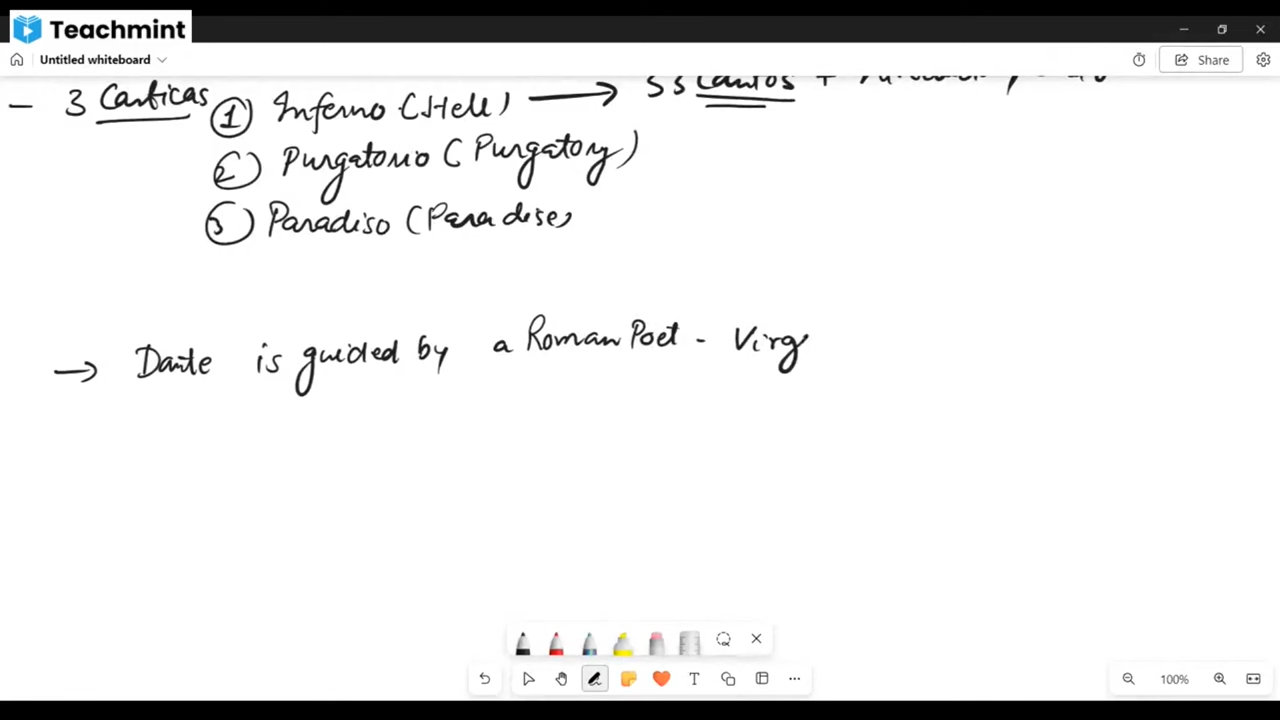 Teachmint
Untitled whiteboard
Share
Cantos +
- 3 Canticas ① Inferno (Hell) →
② Purgatorio (Purgatory)
③ Paradiso (Paradise)
→ Dante is guided by a Roman Poet - Virg
T
100%